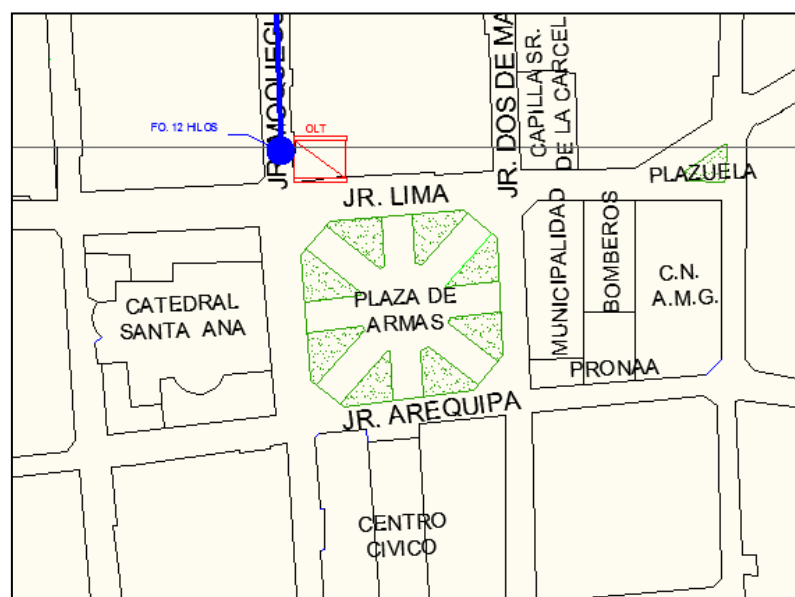 JR. MOQUEGU
FO. 12 HILOS
OLT
JR. DOS DE MA
CAPILLA SR.
DE LA CARCEL
JR. LIMA
PLAZUELA
MUNICIPALIDAD
BOMBEROS
C.N.
A.M.G.
CATEDRAL
SANTA ANA
PLAZA DE
ARMAS
PRONAA
JR. AREQUIPA
CENTRO
CIVICO